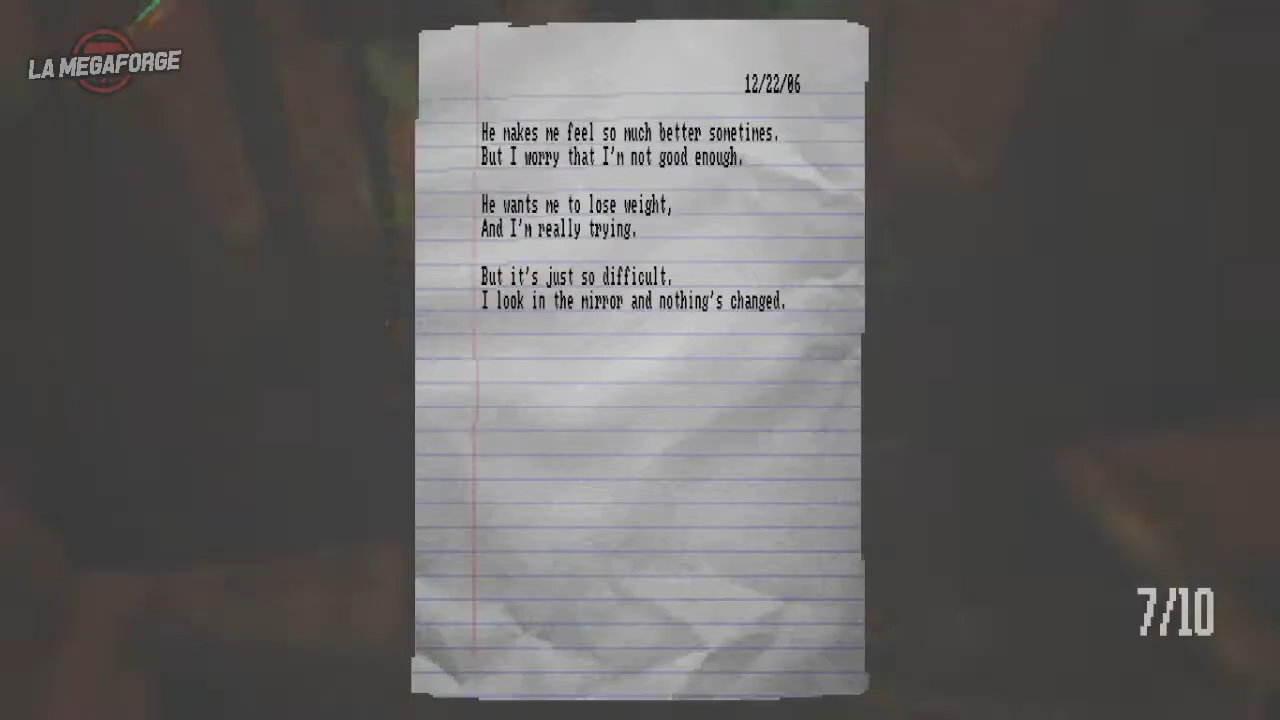 LA MEGAFORGE
12/22/06
He makes me feel so much better sometimes.
But I worry that I'm not good enough.
He wants me to lose weight,
And I'm really trying.
But it's just so difficult.
I look in the mirror and nothing's changed.
7/10